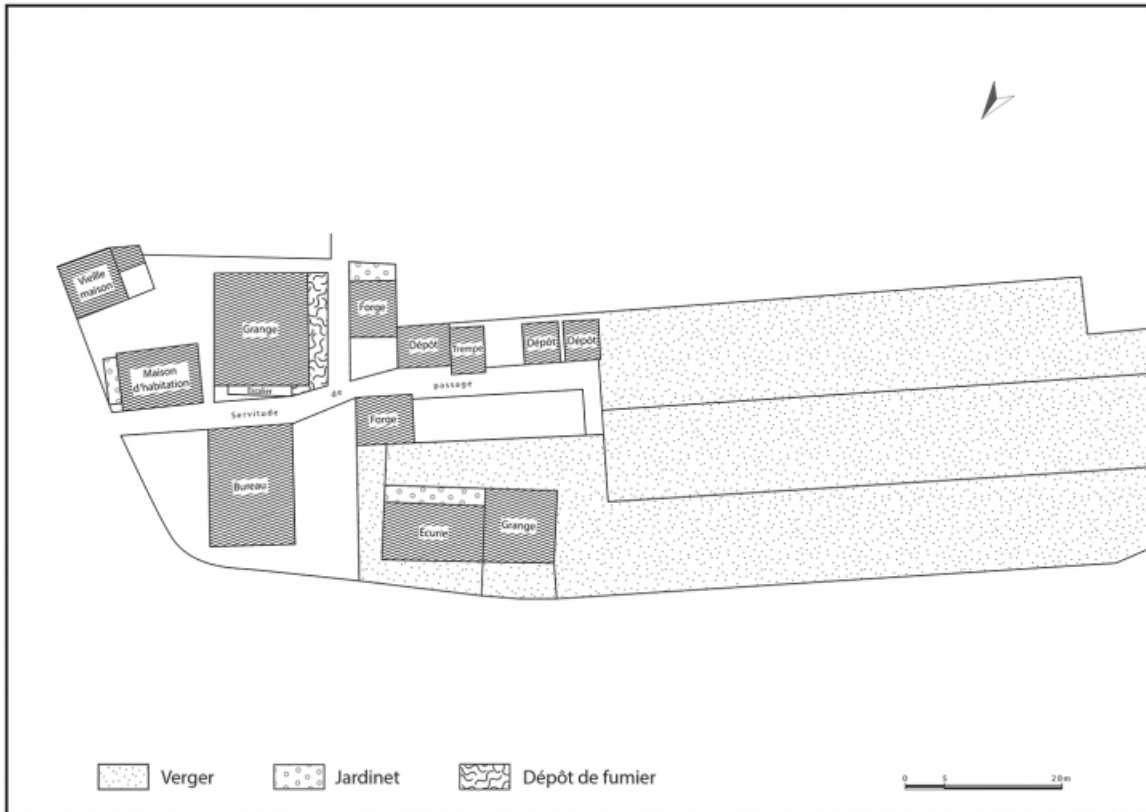 Vieille
maison
Grange
Forge
Dépôt
Trempe
Dépôt
Dépôt
Maison
d'habitation
Servitude de passage
Forge
Bureau
Écurie
Grange
Verger
Jardinet
Dépôt de fumier
0 5 20m